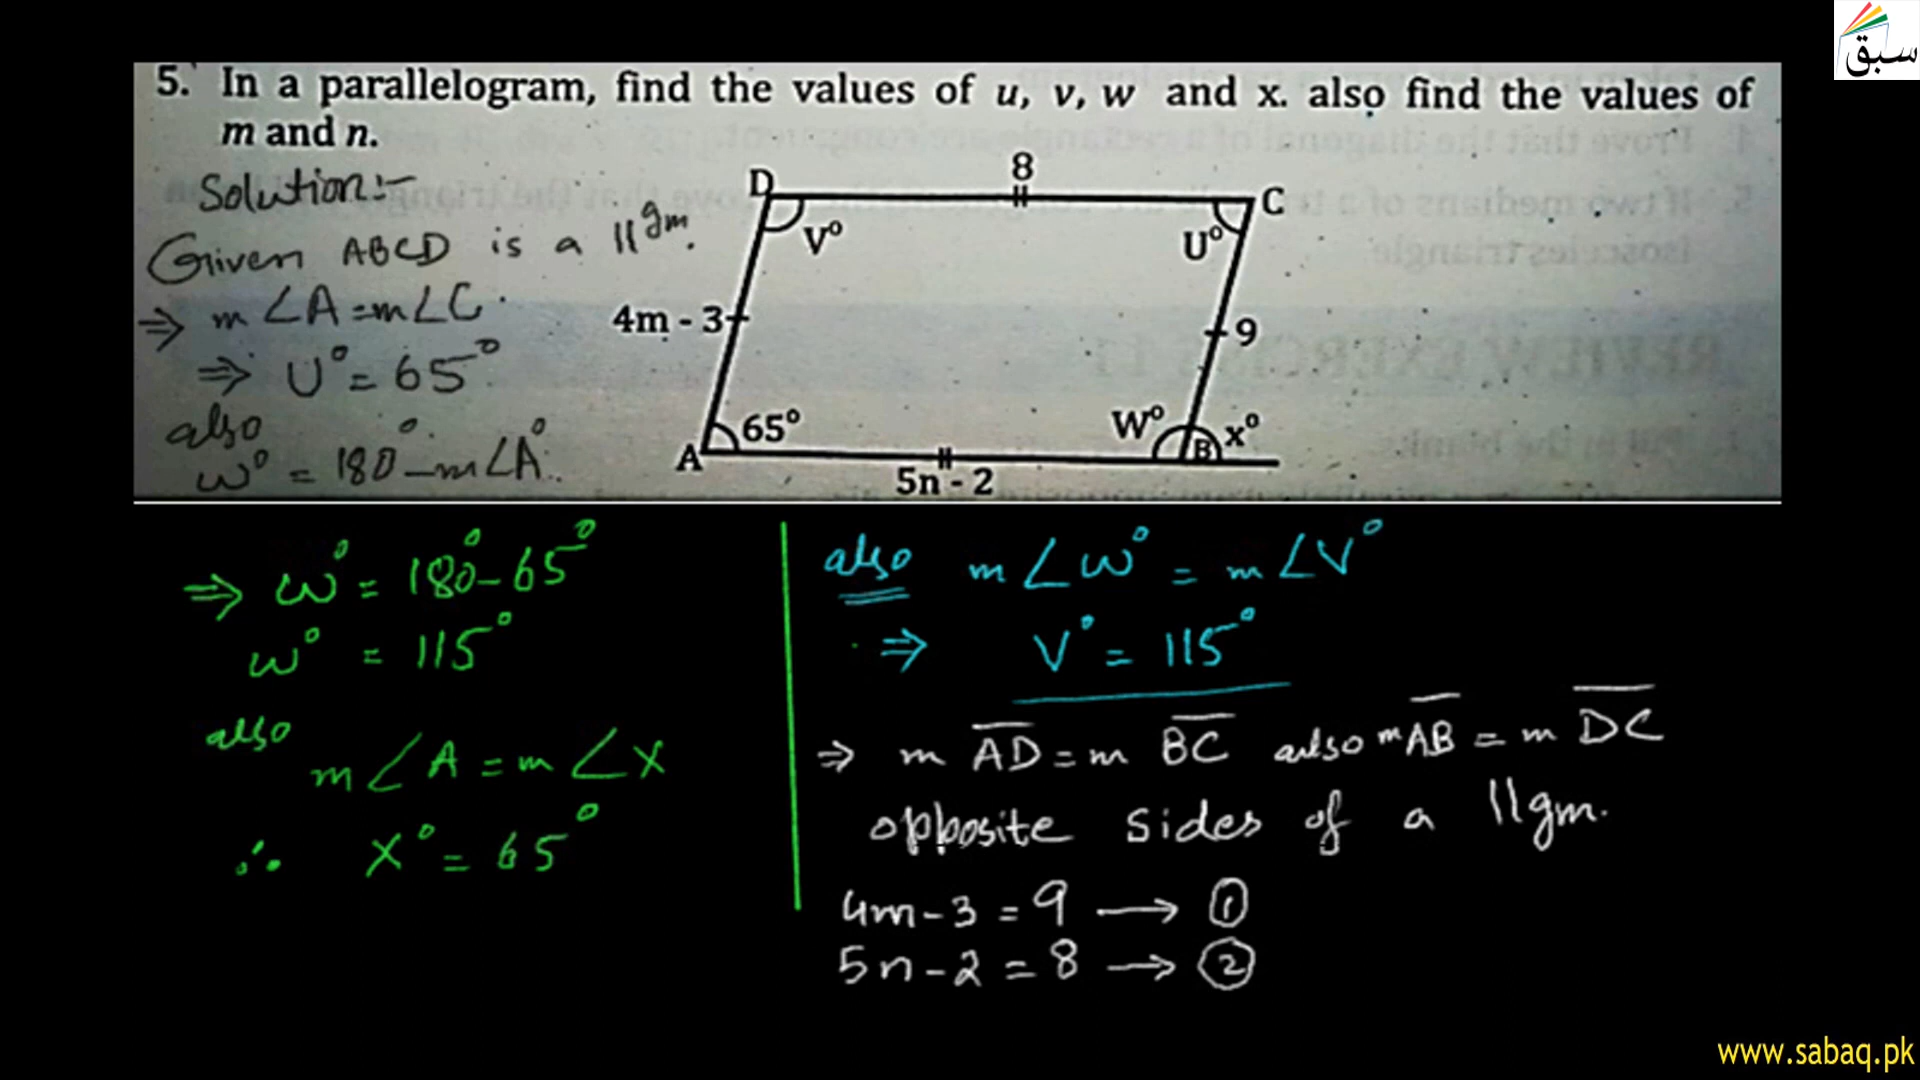 سبق
5. In a parallelogram, find the values of u, v, w and x. also find the values of
m and n.
Solution:-
Given ABCD is a ||gm.
⇒ m∠A=m∠C.
⇒ U°=65°
also
w° = 180°-m∠A°.
D
8
C
V°
U°
4m - 3
9
65°
W°
x°
A
B
5n - 2
⇒ w° = 180°-65°
w° = 115°
also
m∠A = m∠X
∴ X° = 65°
also m∠W° = m∠V°
⇒ V° = 115°
⇒ m AD = m BC also mAB = m DC
opposite sides of a ||gm.
4m-3 = 9 → ①
5n-2 = 8 → ②
www.sabaq.pk